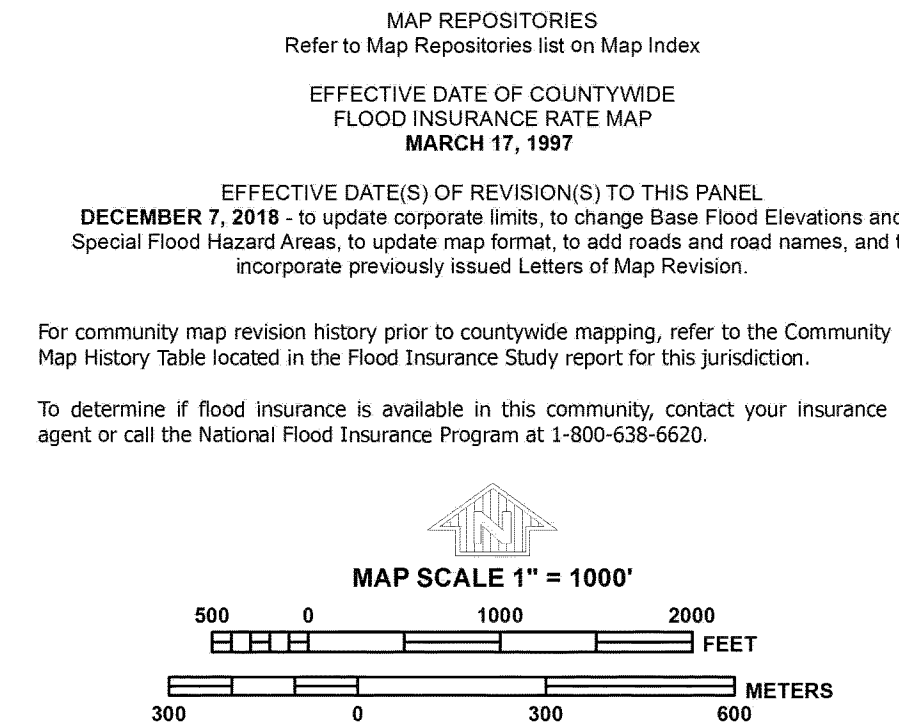 MAP REPOSITORIES
Refer to Map Repositories list on Map Index
EFFECTIVE DATE OF COUNTYWIDE
FLOOD INSURANCE RATE MAP
MARCH 17, 1997
EFFECTIVE DATE(S) OF REVISION(S) TO THIS PANEL
DECEMBER 7, 2018 - to update corporate limits, to change Base Flood Elevations and
Special Flood Hazard Areas, to update map format, to add roads and road names, and t
incorporate previously issued Letters of Map Revision.
For community map revision history prior to countywide mapping, refer to the Community
Map History Table located in the Flood Insurance Study report for this jurisdiction.
To determine if flood insurance is available in this community, contact your insurance
agent or call the National Flood Insurance Program at 1-800-638-6620.
N
MAP SCALE 1" = 1000'
500 0 1000 2000
FEET
METERS
300 0 300 600